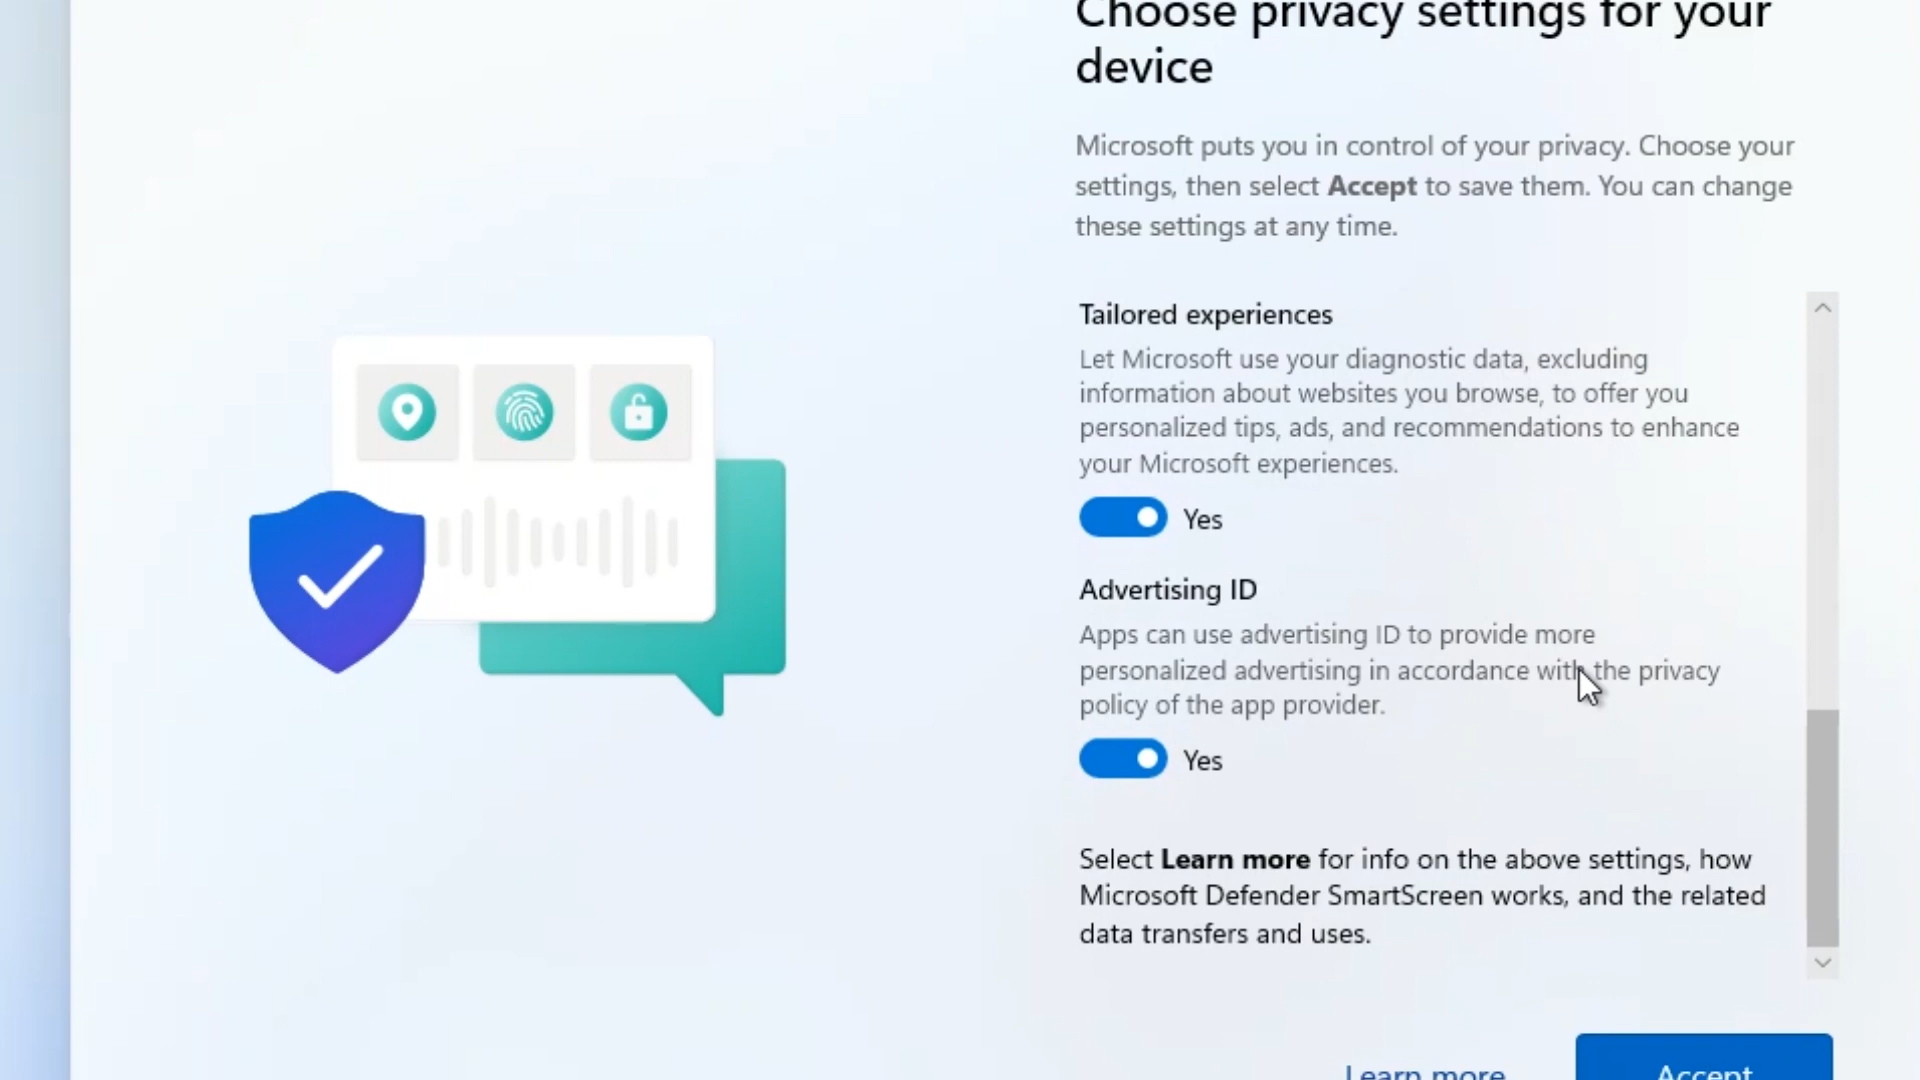 Choose privacy settings for your
device
Microsoft puts you in control of your privacy. Choose your
settings, then select Accept to save them. You can change
these settings at any time.
Tailored experiences
Let Microsoft use your diagnostic data, excluding
information about websites you browse, to offer you
personalized tips, ads, and recommendations to enhance
your Microsoft experiences.
Yes
Advertising ID
Apps can use advertising ID to provide more
personalized advertising in accordance with the privacy
policy of the app provider.
Yes
Select Learn more for info on the above settings, how
Microsoft Defender SmartScreen works, and the related
data transfers and uses.
Learn more
Accept